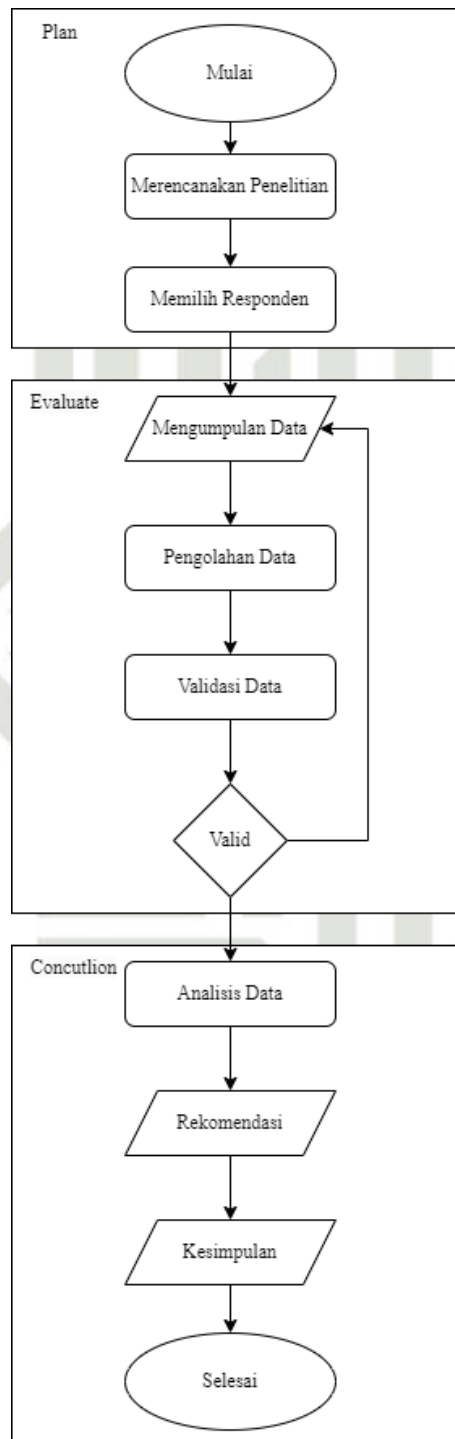 Plan
Mulai
Merencanakan Penelitian
Memilih Responden
Evaluate
Mengumpulan Data
Pengolahan Data
Validasi Data
Valid
Concutlion
Analisis Data
Rekomendasi
Kesimpulan
Selesai